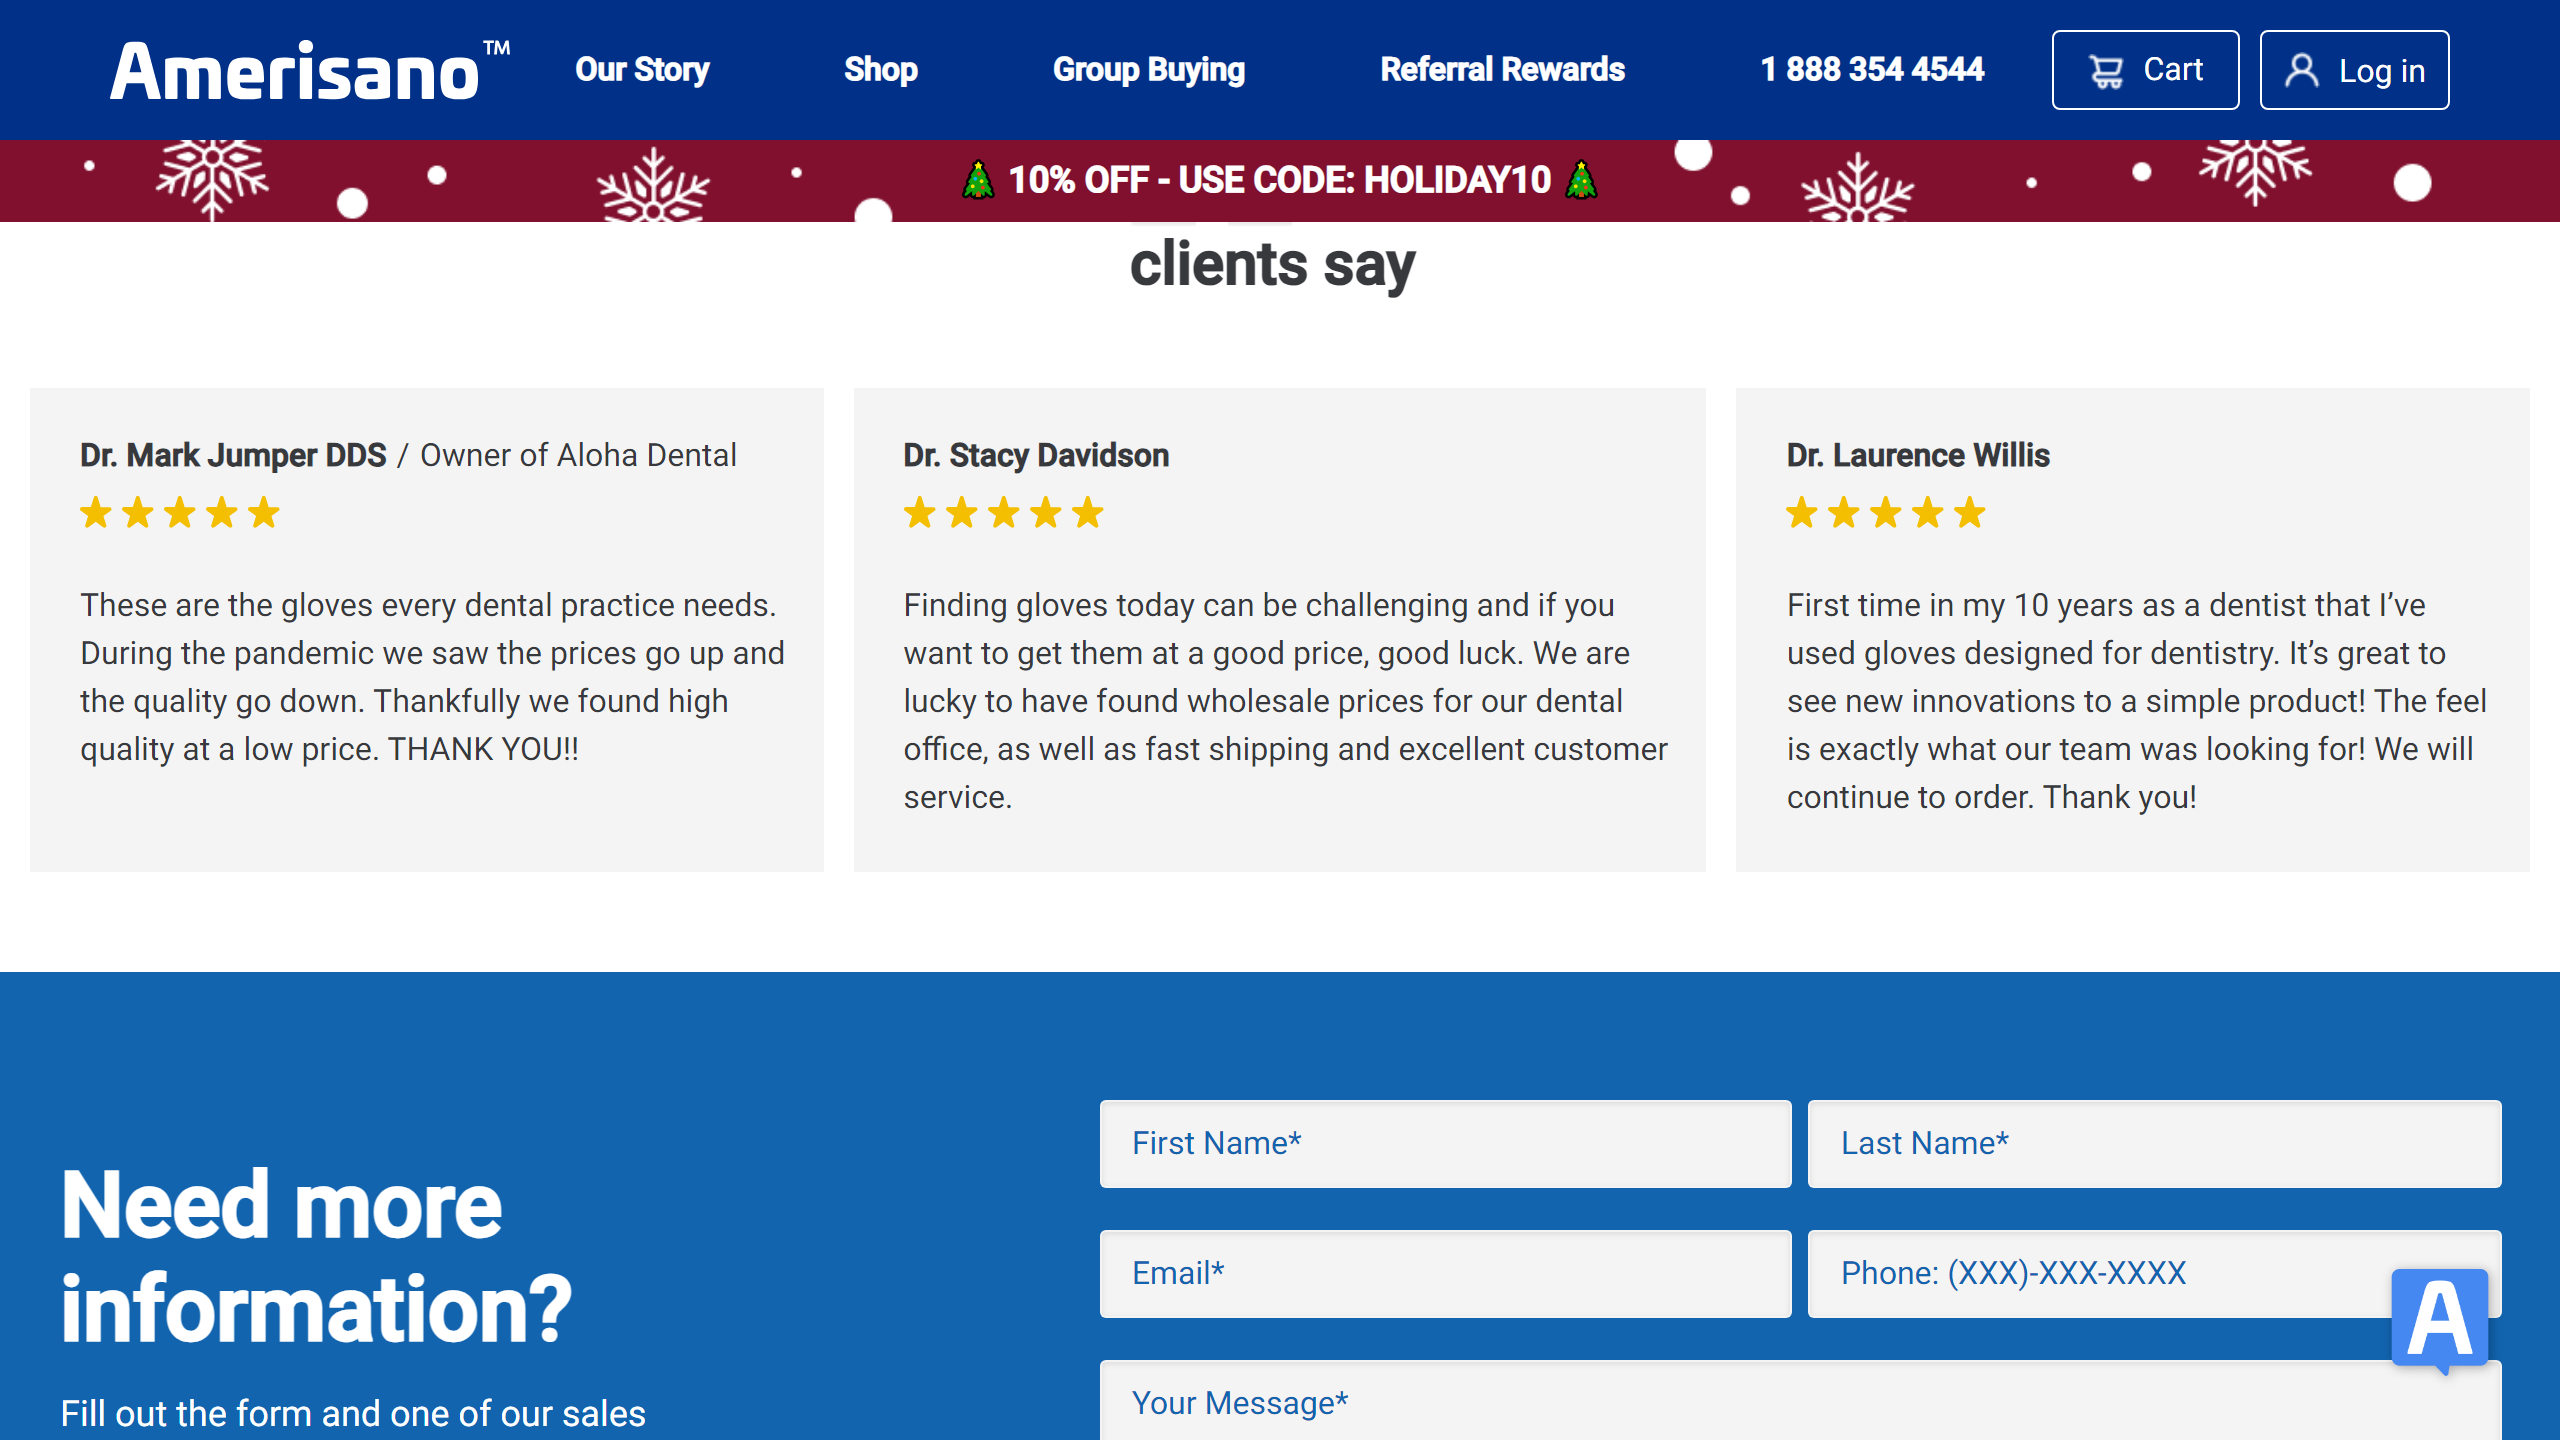 Amerisano™
Our Story
Shop
Group Buying
Referral Rewards
1 888 354 4544
Cart
Log in
🎄 10% OFF - USE CODE: HOLIDAY10 🎄
clients say
Dr. Mark Jumper DDS / Owner of Aloha Dental
These are the gloves every dental practice needs.
During the pandemic we saw the prices go up and
the quality go down. Thankfully we found high
quality at a low price. THANK YOU!!
Dr. Stacy Davidson
Finding gloves today can be challenging and if you
want to get them at a good price, good luck. We are
lucky to have found wholesale prices for our dental
office, as well as fast shipping and excellent customer
service.
Dr. Laurence Willis
First time in my 10 years as a dentist that I’ve
used gloves designed for dentistry. It’s great to
see new innovations to a simple product! The feel
is exactly what our team was looking for! We will
continue to order. Thank you!
Need more
information?
Fill out the form and one of our sales
First Name*
Last Name*
Email*
Phone: (XXX)-XXX-XXXX
Your Message*
A